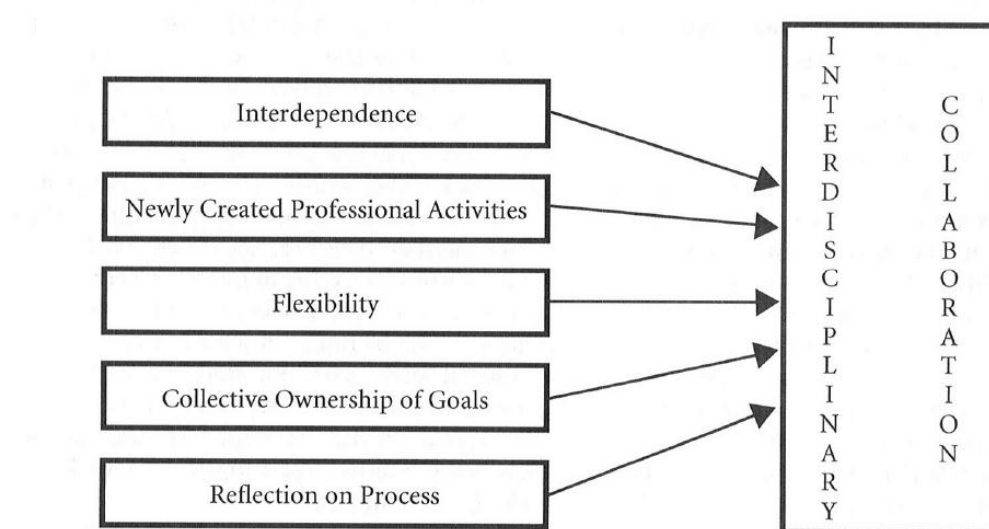 Interdependence
Newly Created Professional Activities
Flexibility
Collective Ownership of Goals
Reflection on Process
INTERDISCIPLINARY
COLLABORATION